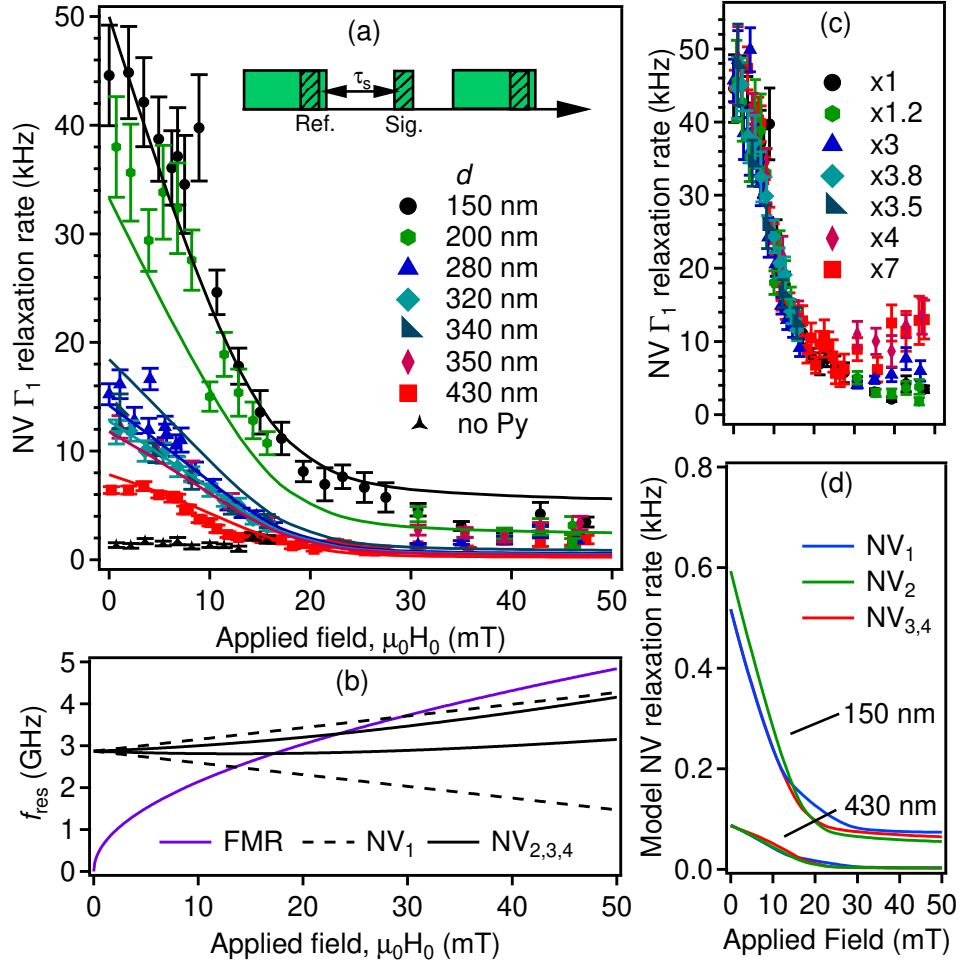 (a)
τs
Ref.
Sig.
d
150 nm
200 nm
280 nm
320 nm
340 nm
350 nm
430 nm
no Py
NV Γ1 relaxation rate (kHz)
50
40
30
20
10
0
0 10 20 30 40 50
Applied field, μ0H0 (mT)
(b)
fres (GHz)
5
4
3
2
1
0
FMR NV1 NV2,3,4
0 10 20 30 40 50
Applied field, μ0H0 (mT)
(c)
x1
x1.2
x3
x3.8
x3.5
x4
x7
NV Γ1 relaxation rate (kHz)
50
40
30
20
10
0
(d)
NV1
NV2
NV3,4
150 nm
430 nm
Model NV relaxation rate (kHz)
0.8
0.6
0.4
0.2
0.0
0 10 20 30 40 50
Applied Field (mT)